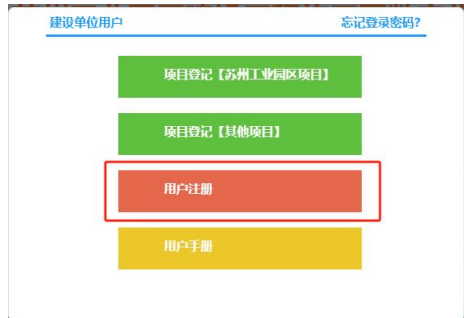 建设单位用户 忘记登录密码?
项目登记【苏州工业园区项目】
项目登记【其他项目】
用户注册
用户手册